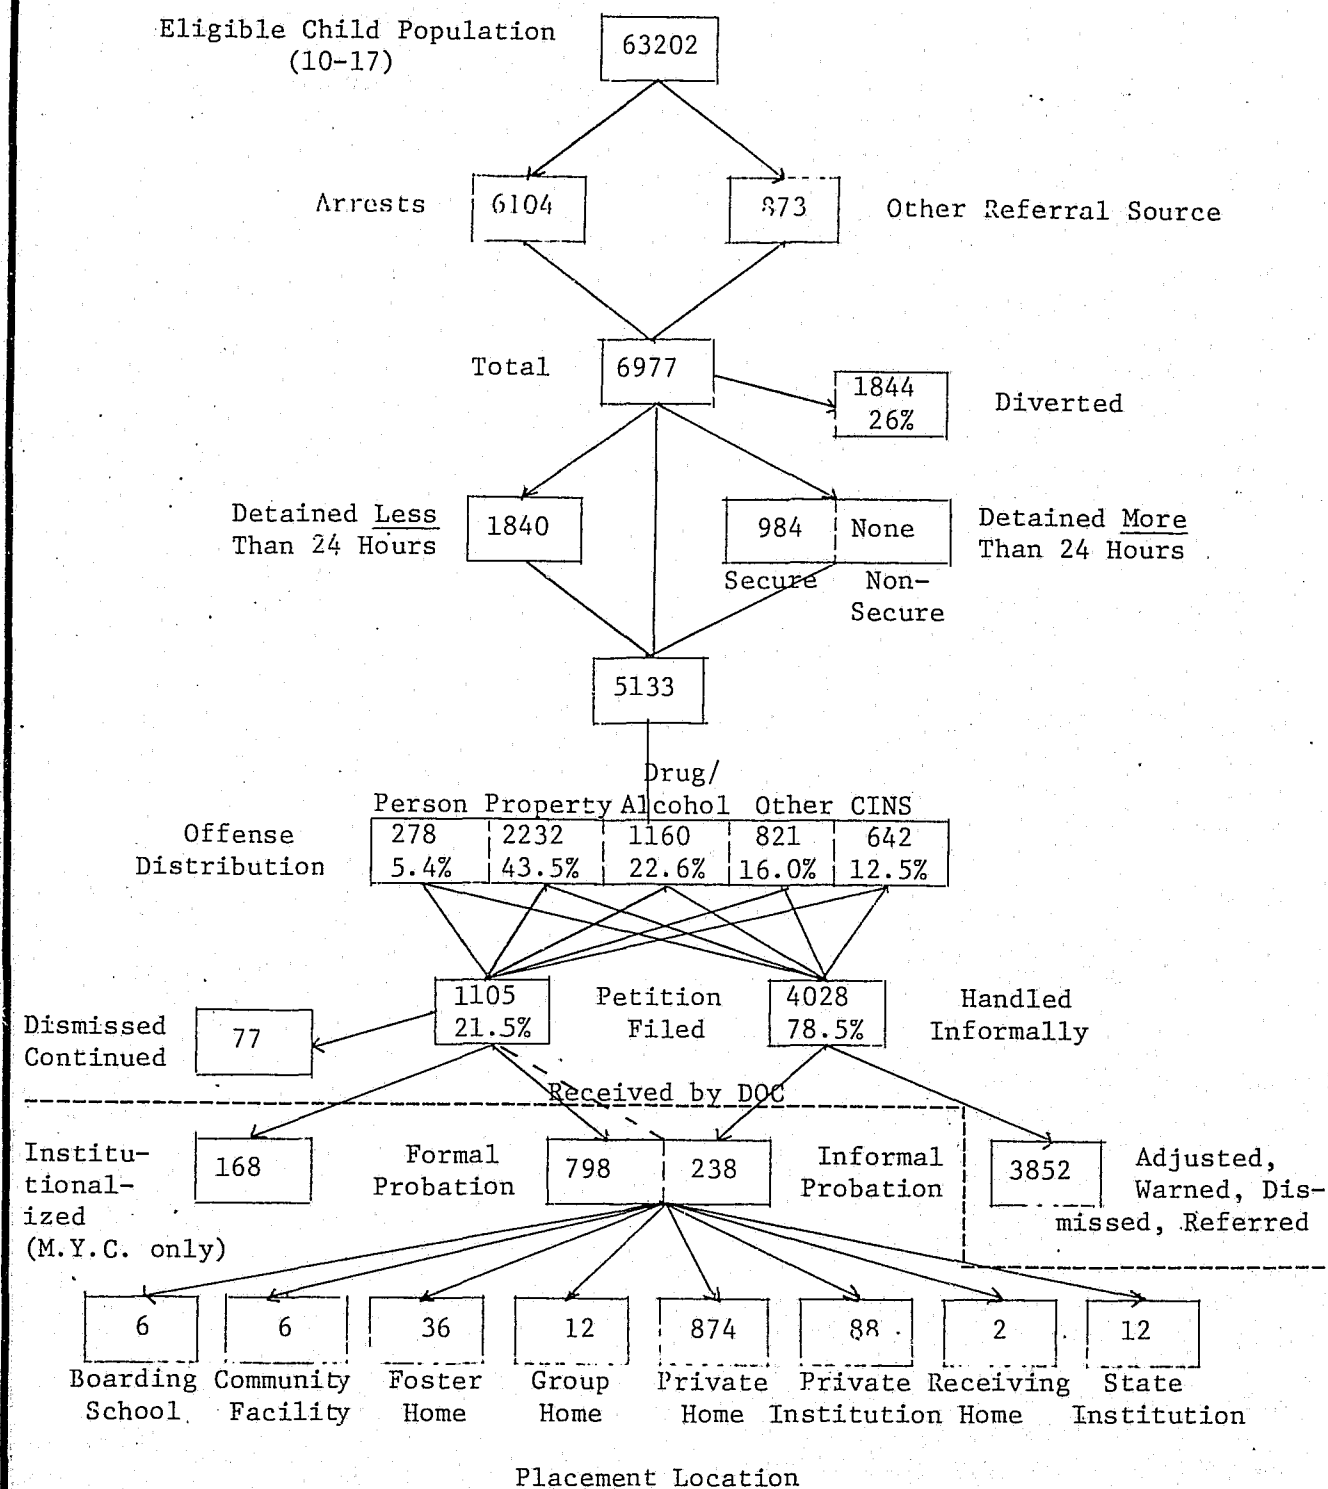 Eligible Child Population
(10-17)
63202
Arrests
6104
873
Other Referral Source
Total
6977
1844
26%
Diverted
Detained Less
Than 24 Hours
1840
984
None
Detained More
Than 24 Hours
Secure
Non-
Secure
5133
Drug/
Person Property Alcohol Other CINS
Offense
Distribution
278 2232 1160 821 642
5.4% 43.5% 22.6% 16.0% 12.5%
1105
21.5%
Petition
Filed
4028
78.5%
Handled
Informally
Dismissed
Continued
77
Received by DOC
Institu-
tional-
ized
(M.Y.C. only)
168
Formal
Probation
798
238
Informal
Probation
3852
Adjusted,
Warned, Dis-
missed, Referred
6 6 36 12 874 88 2 12
Boarding Community Foster Group Private Private Receiving State
School Facility Home Home Home Institution Home Institution
Placement Location